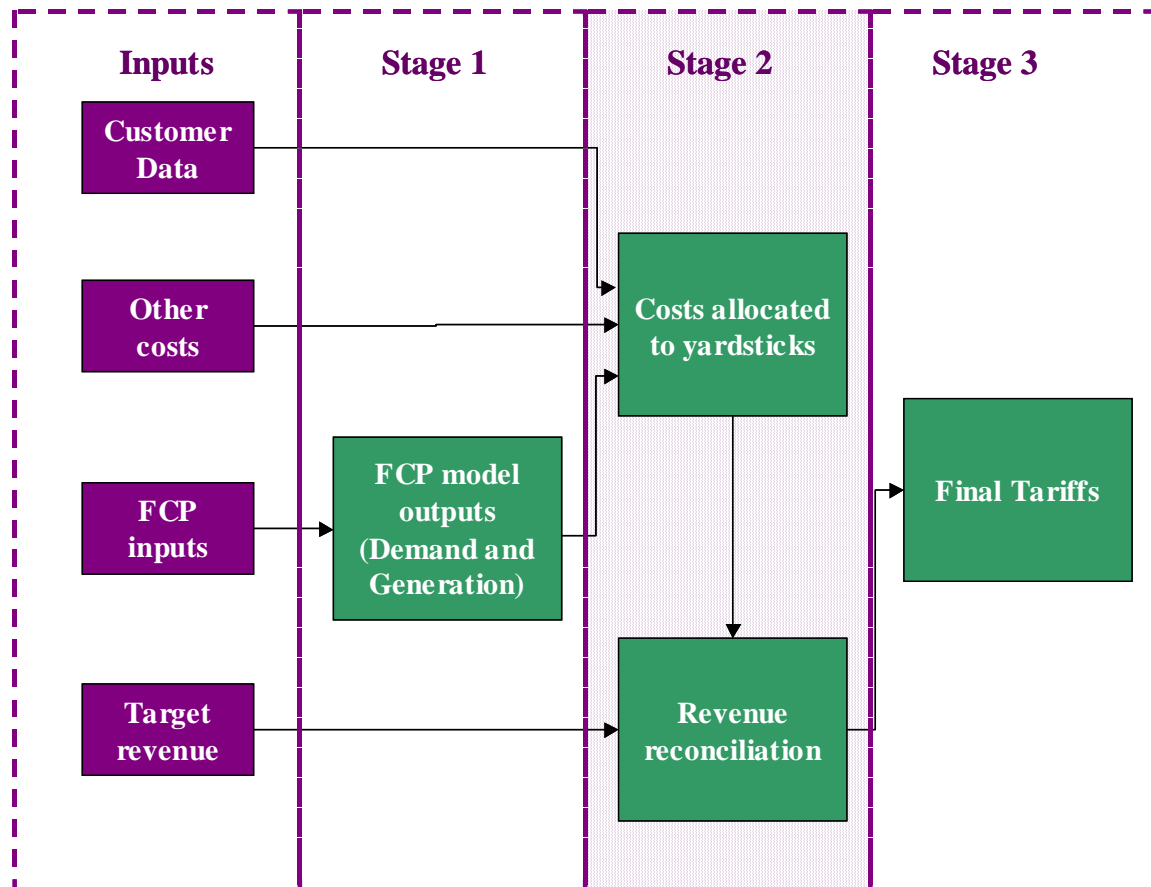 Inputs
Stage 1
Stage 2
Stage 3
Customer
Data
Other
costs
Costs allocated
to yardsticks
FCP
inputs
FCP model
outputs
(Demand and
Generation)
Final Tariffs
Target
revenue
Revenue
reconciliation